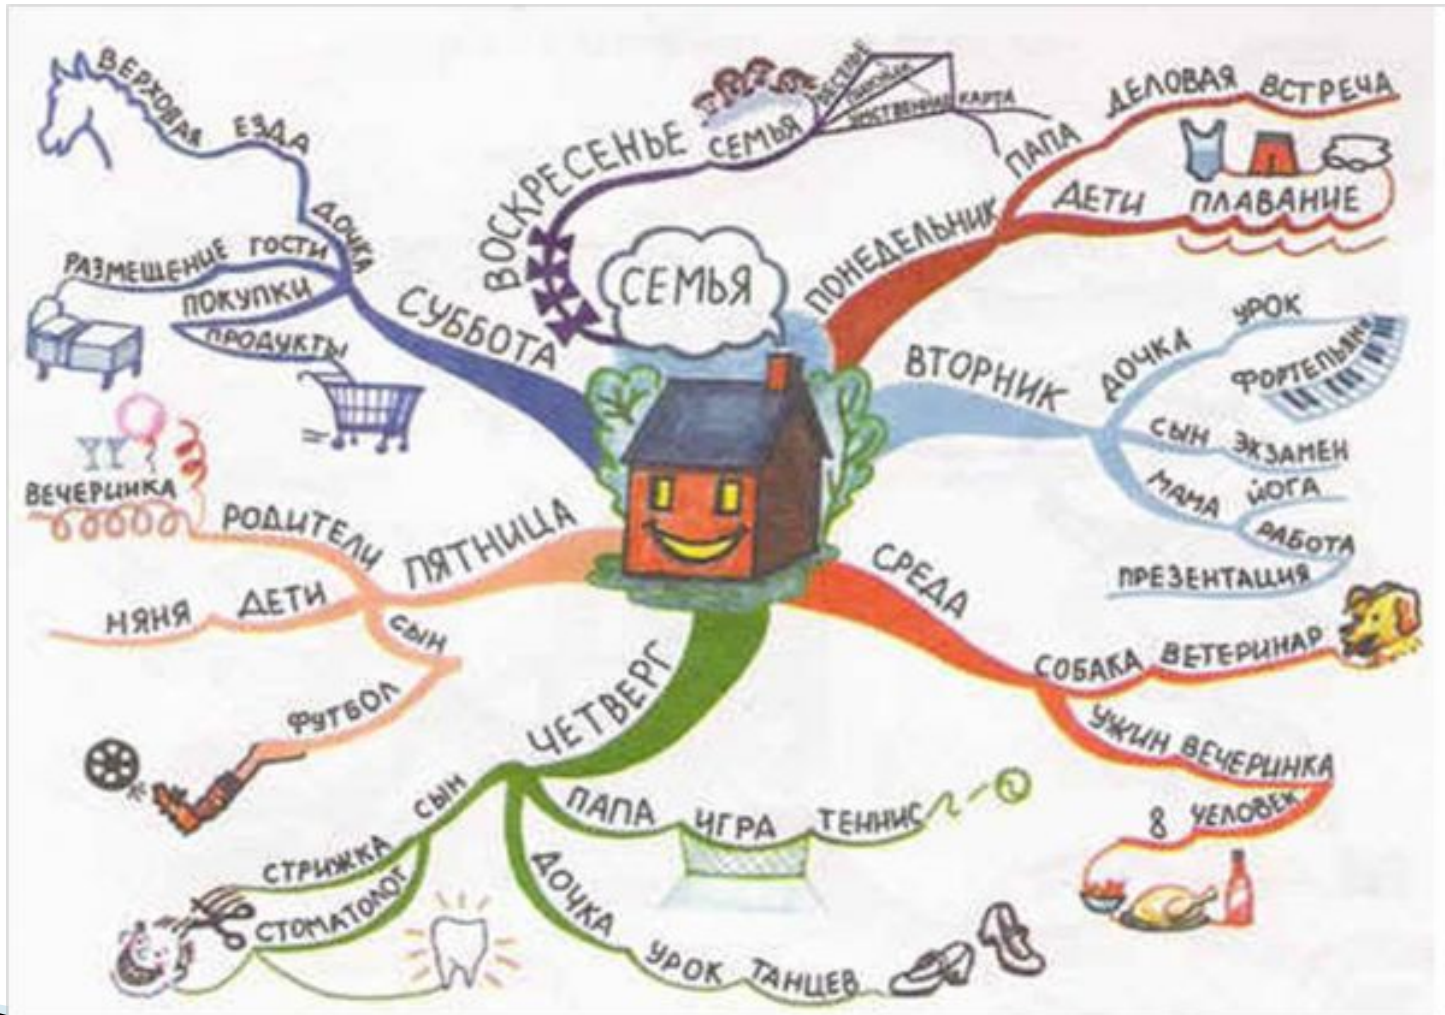 СЕМЬЯ
ПОНЕДЕЛЬНИК
ПАПА
ДЕЛОВАЯ ВСТРЕЧА
ДЕТИ ПЛАВАНИЕ
ВТОРНИК
ДОЧКА УРОК
ФОРТЕПЬЯНО
СЫН ЭКЗАМЕН
МАМА ЙОГА
РАБОТА
ПРЕЗЕНТАЦИЯ
СРЕДА
СОБАКА ВЕТЕРИНАР
УЖИН ВЕЧЕРИНКА
8 ЧЕЛОВЕК
ЧЕТВЕРГ
ПАПА ИГРА ТЕННИС
ДОЧКА УРОК ТАНЦЕВ
СЫН
СТРИЖКА
СТОМАТОЛОГ
ПЯТНИЦА
РОДИТЕЛИ
ВЕЧЕРИНКА
ДЕТИ
НЯНЯ
СЫН
ФУТБОЛ
СУББОТА
ДОЧКА
ВЕРХОВАЯ ЕЗДА
РАЗМЕЩЕНИЕ ГОСТИ
ПОКУПКИ
ПРОДУКТЫ
ВОСКРЕСЕНЬЕ
СЕМЬЯ
ПИКНИК
УМСТВЕННАЯ КАРТА